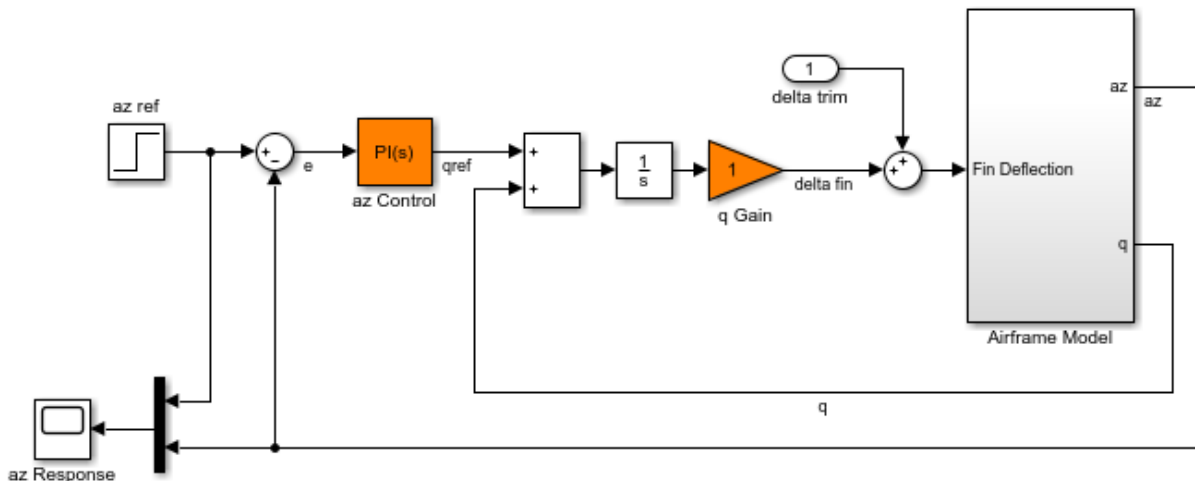 az ref
+
−
e
PI(s)
az Control
qref
+
+
1
s
1
q Gain
delta fin
1
delta trim
+
+
Fin Deflection
az
az
q
Airframe Model
q
az Response